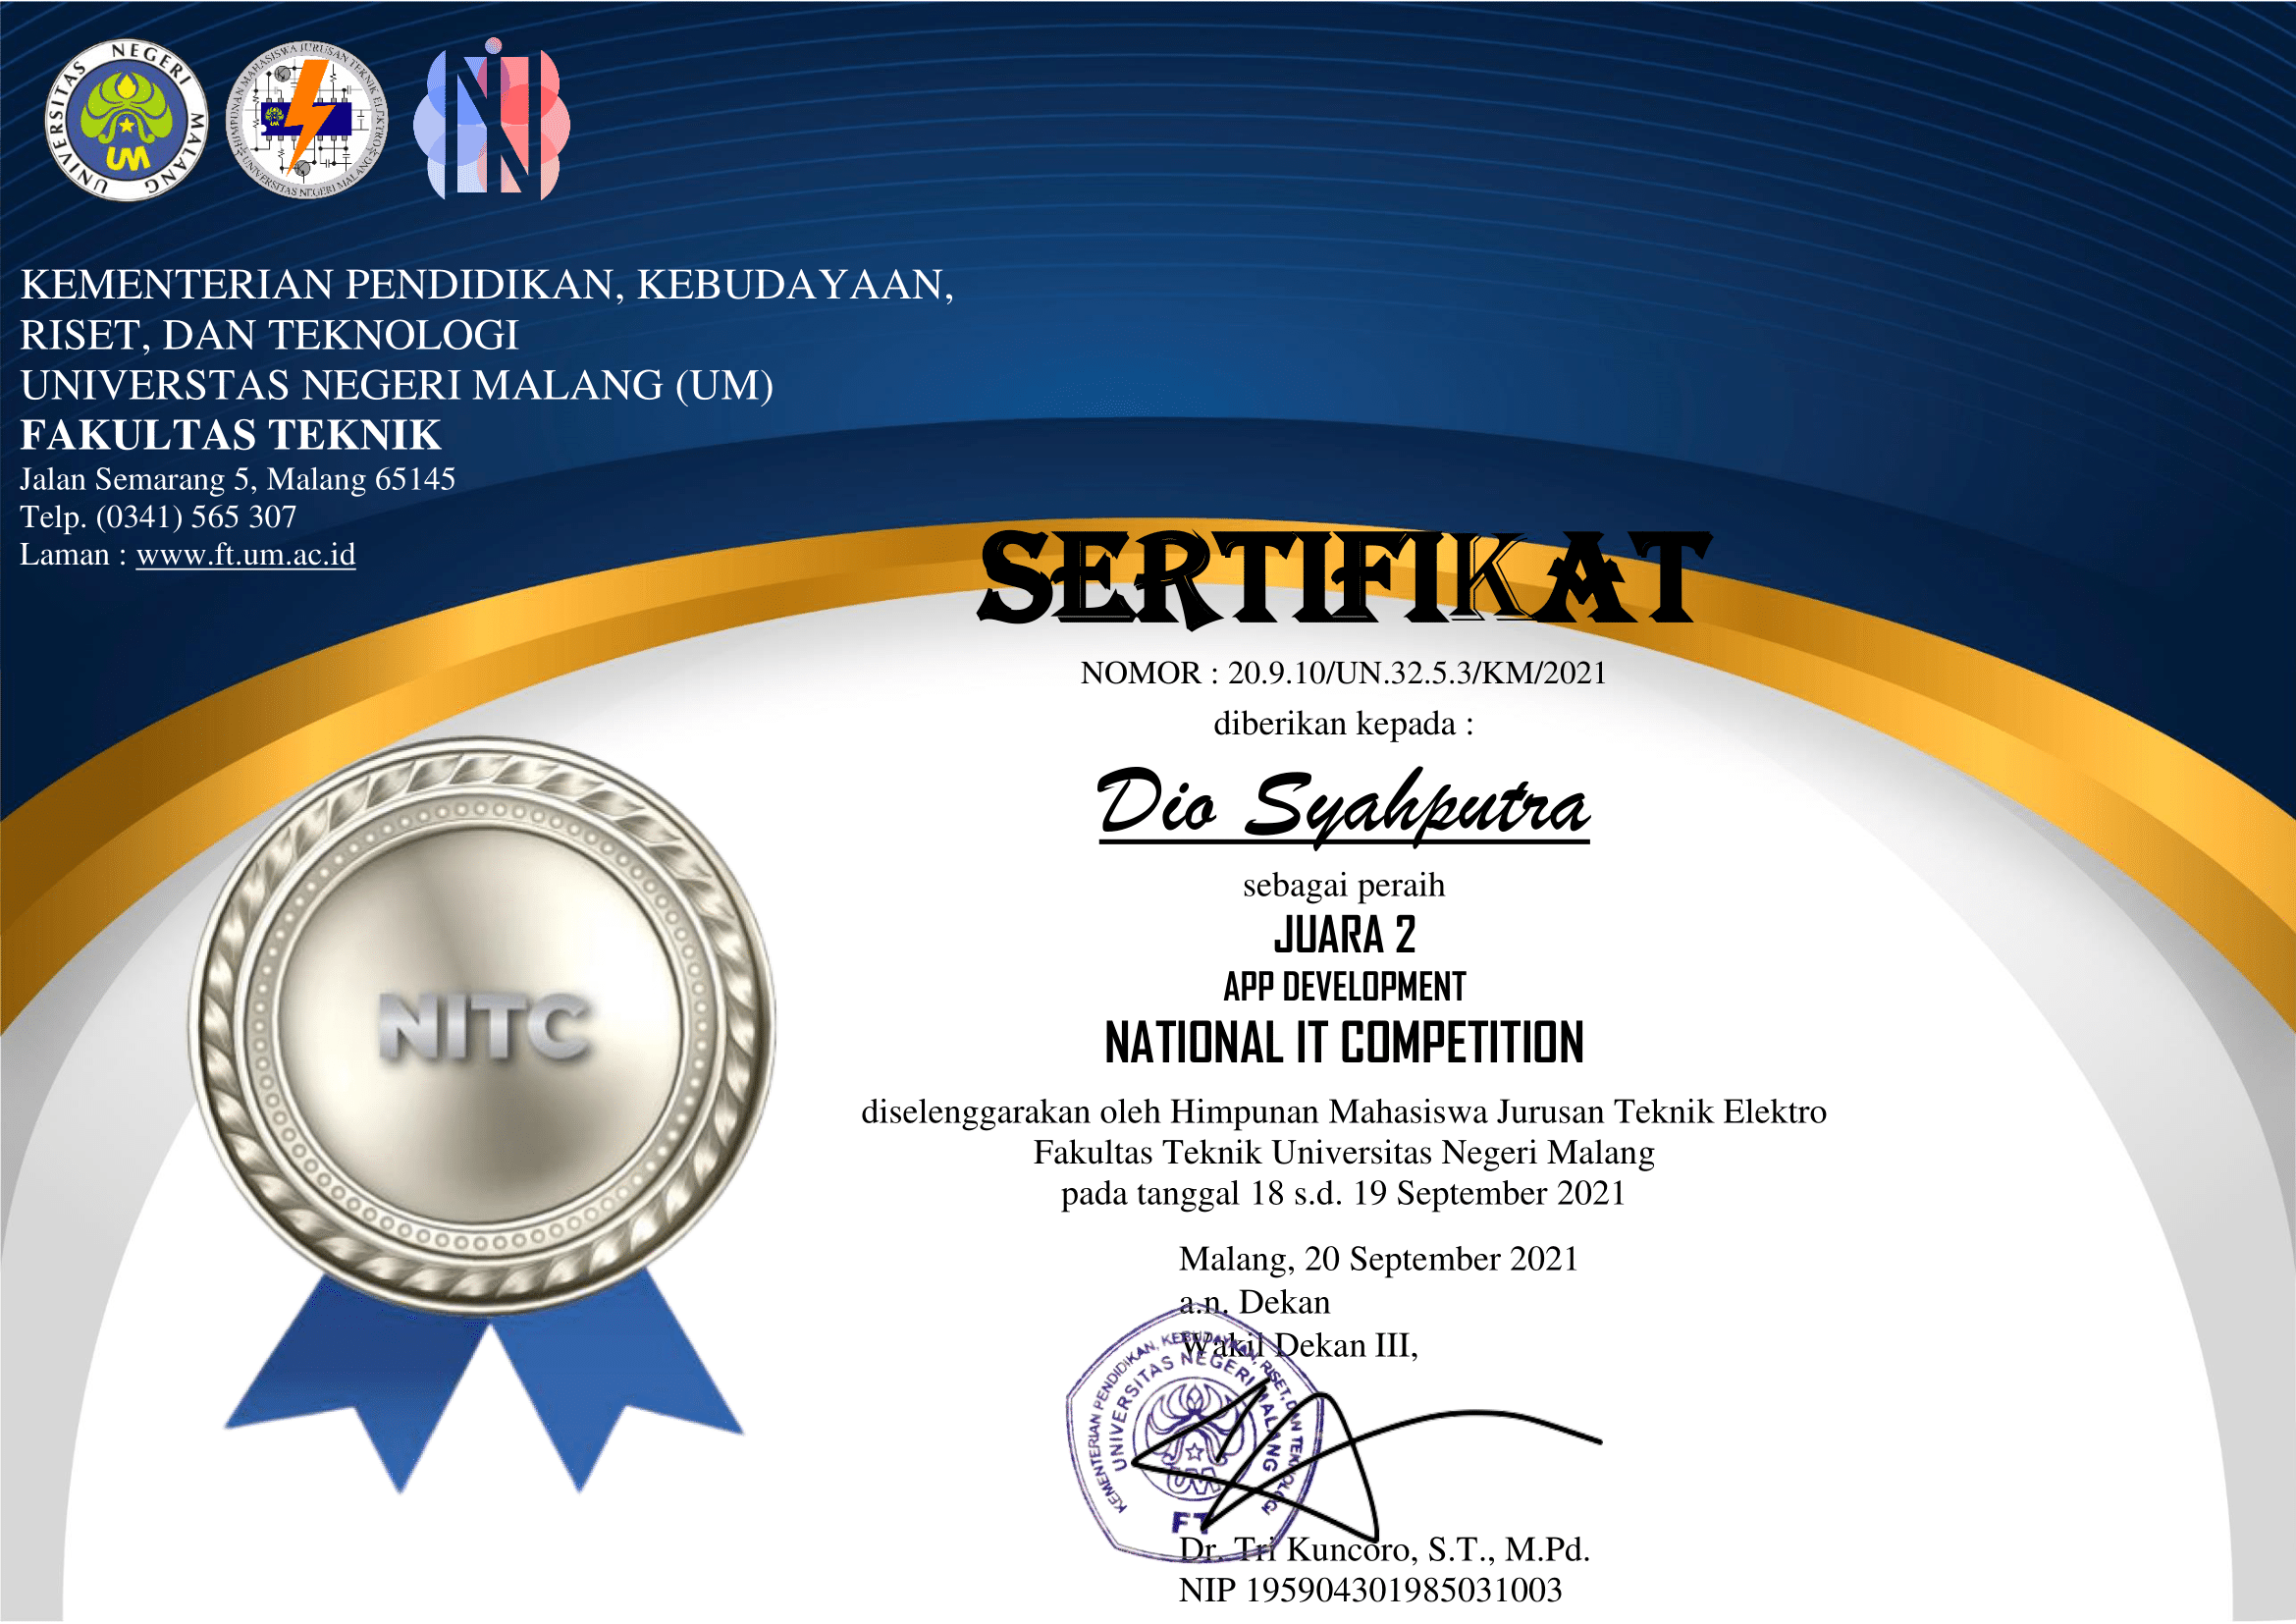 UNIVERSITAS NEGERI MALANG
UM
HIMPUNAN MAHASISWA JURUSAN TEKNIK ELEKTRO
UNIVERSITAS NEGERI MALANG
KEMENTERIAN PENDIDIKAN, KEBUDAYAAN,
RISET, DAN TEKNOLOGI
UNIVERSTAS NEGERI MALANG (UM)
FAKULTAS TEKNIK
Jalan Semarang 5, Malang 65145
Telp. (0341) 565 307
Laman : www.ft.um.ac.id
SERTIFIKAT
NOMOR : 20.9.10/UN.32.5.3/KM/2021
diberikan kepada :
Dio Syahputra
sebagai peraih
JUARA 2
APP DEVELOPMENT
NATIONAL IT COMPETITION
NITC
diselenggarakan oleh Himpunan Mahasiswa Jurusan Teknik Elektro
Fakultas Teknik Universitas Negeri Malang
pada tanggal 18 s.d. 19 September 2021
Malang, 20 September 2021
a.n. Dekan
Wakil Dekan III,
KEMENTERIAN PENDIDIKAN, KEBUDAYAAN, RISET, DAN TEKNOLOGI
UNIVERSITAS NEGERI MALANG
UM
FT
Dr. Tri Kuncoro, S.T., M.Pd.
NIP 195904301985031003